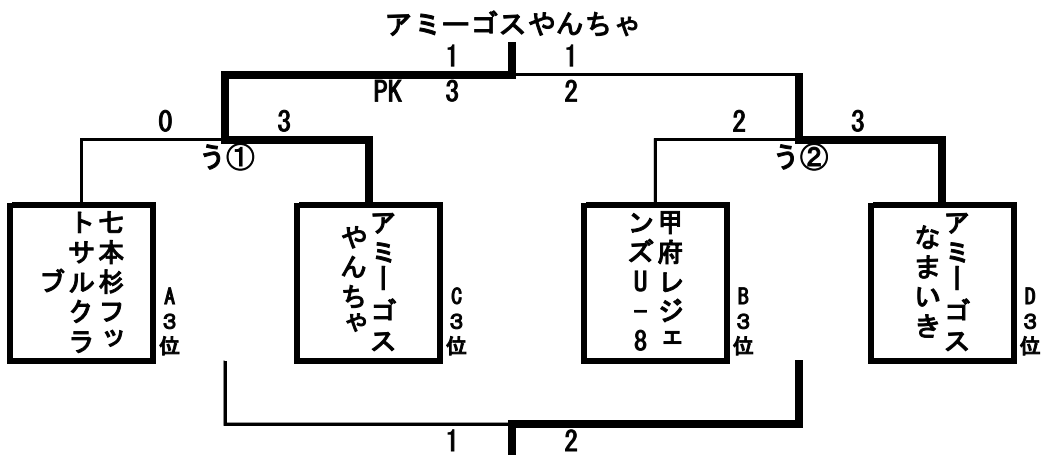 アミーゴスやんちゃ
1 1
PK 3 2
0 3 2 3
う① う②
七本杉フッ
トサルクラ
ブ
A3位
アミーゴス
やんちゃ
C3位
甲府レジェ
ンズU-8
B3位
アミーゴス
なまいき
D3位
1 2